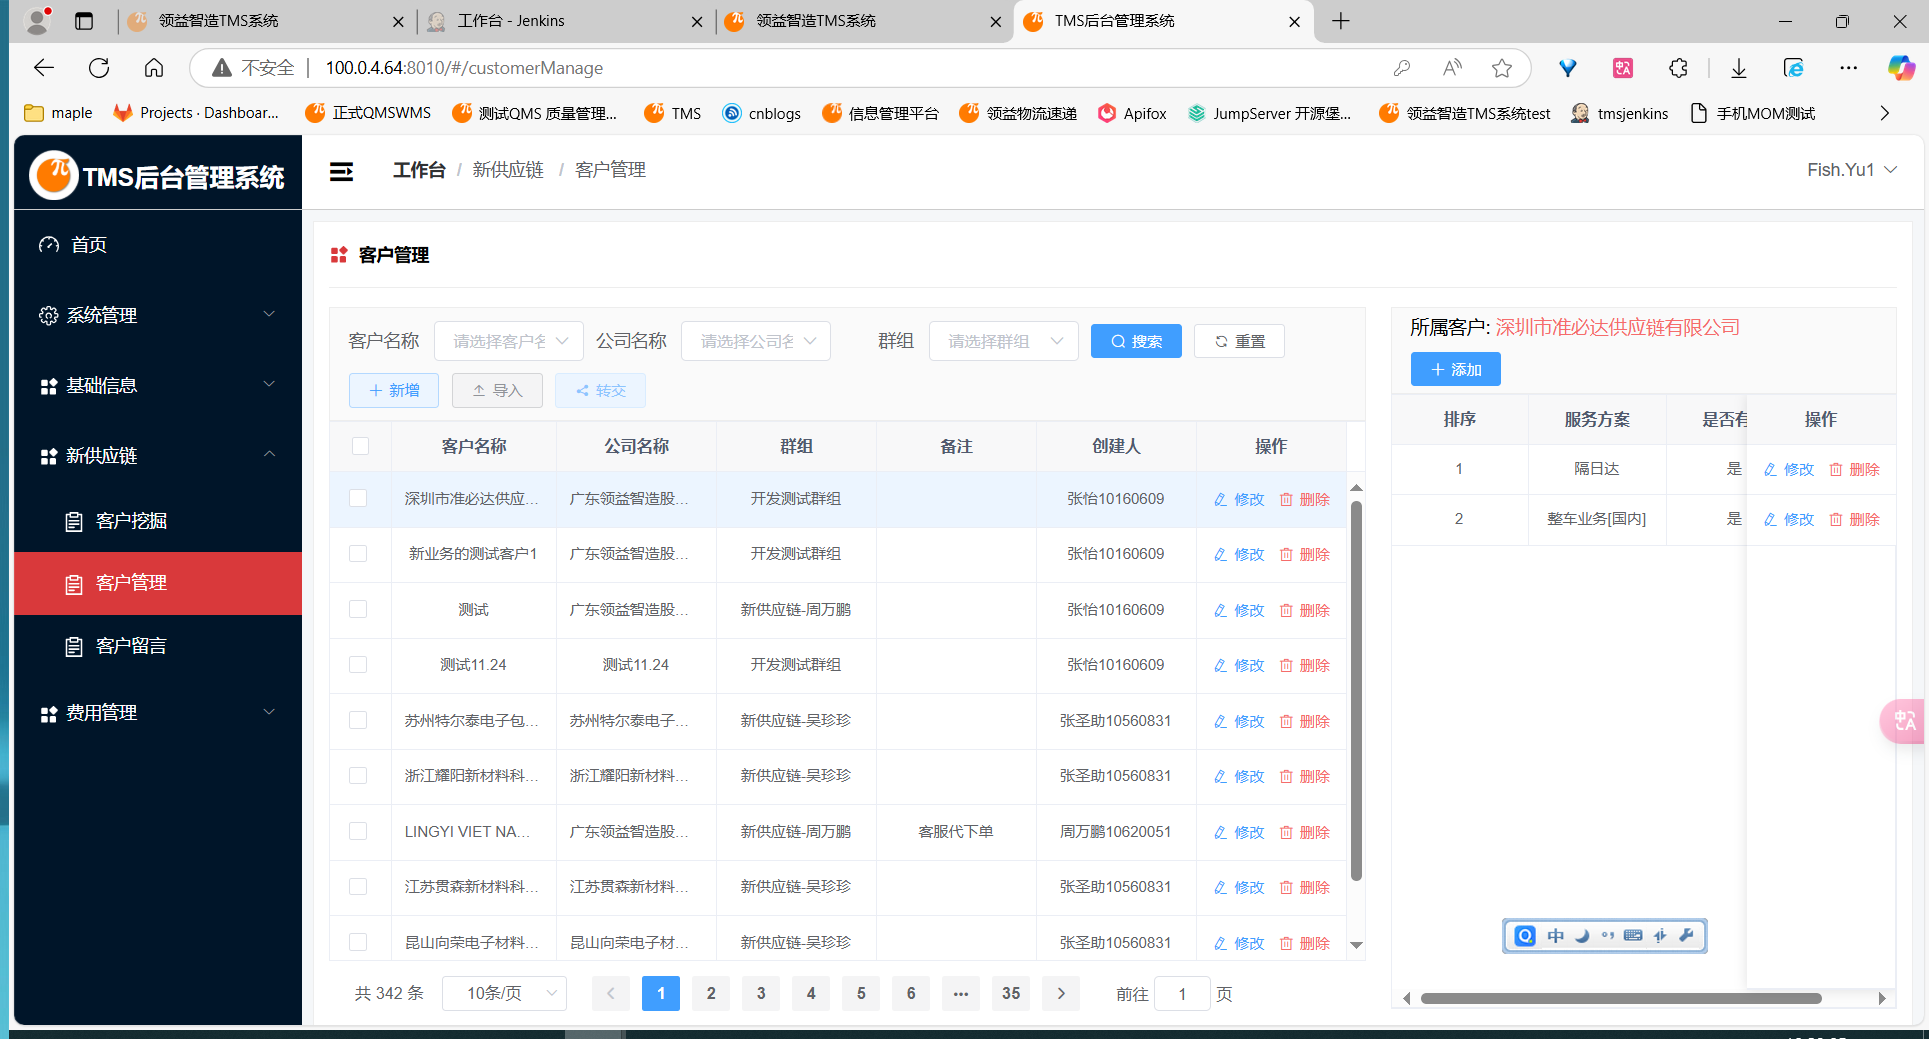 领益智造TMS系统
工作台 - Jenkins
领益智造TMS系统
TMS后台管理系统
不安全
100.0.4.64:8010/#/customerManage
maple
Projects · Dashboar...
正式QMSWMS
测试QMS 质量管理...
TMS
cnblogs
信息管理平台
领益物流速递
Apifox
JumpServer 开源堡...
领益智造TMS系统test
tmsjenkins
手机MOM测试
TMS后台管理系统
工作台 / 新供应链 / 客户管理
Fish.Yu1
首页
系统管理
基础信息
新供应链
客户挖掘
客户管理
客户留言
费用管理
客户管理
客户名称 请选择客户名 公司名称 请选择公司名 群组 请选择群组 搜索 重置
新增 导入 转交
客户名称 公司名称 群组 备注 创建人 操作
深圳市准必达供应... 广东领益智造股... 开发测试群组 张怡10160609 修改 删除
新业务的测试客户1 广东领益智造股... 开发测试群组 张怡10160609 修改 删除
测试 广东领益智造股... 新供应链-周万鹏 张怡10160609 修改 删除
测试11.24 测试11.24 开发测试群组 张怡10160609 修改 删除
苏州特尔泰电子包... 苏州特尔泰电子... 新供应链-吴珍珍 张圣助10560831 修改 删除
浙江耀阳新材料科... 浙江耀阳新材料... 新供应链-吴珍珍 张圣助10560831 修改 删除
LINGYI VIET NA... 广东领益智造股... 新供应链-周万鹏 客服代下单 周万鹏10620051 修改 删除
江苏贯森新材料科... 江苏贯森新材料... 新供应链-吴珍珍 张圣助10560831 修改 删除
昆山向荣电子材料... 昆山向荣电子材... 新供应链-吴珍珍 张圣助10560831 修改 删除
共 342 条 10条/页 1 2 3 4 5 6 ... 35 前往 1 页
所属客户: 深圳市准必达供应链有限公司
添加
排序 服务方案 是否有 操作
1 隔日达 是 修改 删除
2 整车业务[国内] 是 修改 删除
中